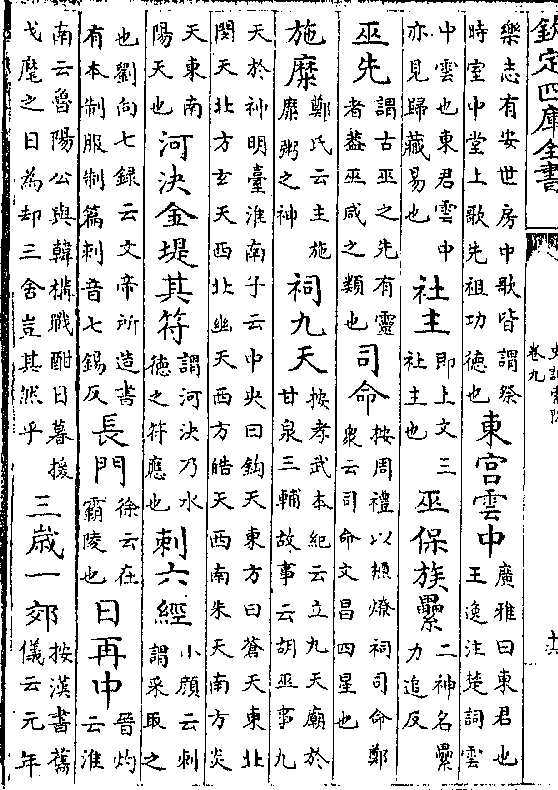 欽定四庫全書
卷九
樂志有安世房中歌皆謂祭時室中堂上歌先祖功德也東宮雲中廣雅曰東君也王逸注楚詞雲
中雲也東君雲中亦見歸藏易也社主即上文三社主也巫保族纍二神名纍力追反
巫先謂古巫之先有靈者蓋巫咸之類也司命按周禮以槱燎祠司命鄭衆云司命文昌四星也
施糜鄭氏云主施糜粥之神祠九天按孝武本紀云立九天廟於甘泉三輔故事云胡巫事九
天於神明臺淮南子云中央曰鈞天東方曰蒼天東北閔天北方玄天西北幽天西方皓天西南朱天南方炎
天東南陽天也河決金堤其符謂河決乃水德之符應也刺六經小顔云刺謂采取之
也劉向七録云文帝所造書有本制服制篇刺音七錫反長門徐云在霸陵也日再中晉灼云淮
南云魯陽公與韓構戰酣日暮援戈麾之日為却三舍豈其然乎三歲一郊按漢書舊儀云元年